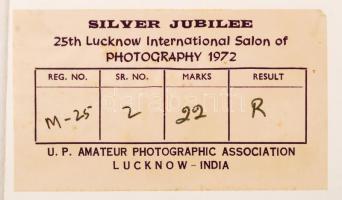 SILVER JUBILEE
25th Lucknow International Salon of
PHOTOGRAPHY 1972
REG. NO. SR. NO. MARKS RESULT
M-25 2 22 R
U. P. AMATEUR PHOTOGRAPHIC ASSOCIATION
LUCKNOW - INDIA